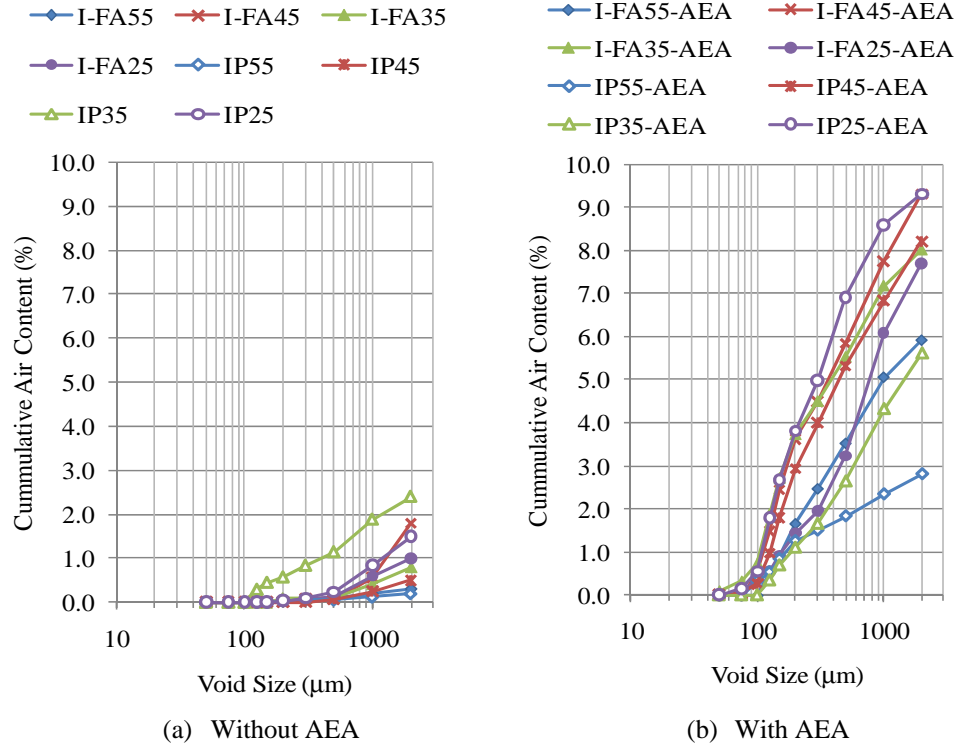 I-FA55 I-FA45 I-FA35
I-FA25 IP55 IP45
IP35 IP25
Cummulative Air Content (%)
10.0
9.0
8.0
7.0
6.0
5.0
4.0
3.0
2.0
1.0
0.0
10 100 1000
Void Size (μm)
(a) Without AEA
I-FA55-AEA I-FA45-AEA
I-FA35-AEA I-FA25-AEA
IP55-AEA IP45-AEA
IP35-AEA IP25-AEA
Cummulative Air Content (%)
10.0
9.0
8.0
7.0
6.0
5.0
4.0
3.0
2.0
1.0
0.0
10 100 1000
Void Size (μm)
(b) With AEA